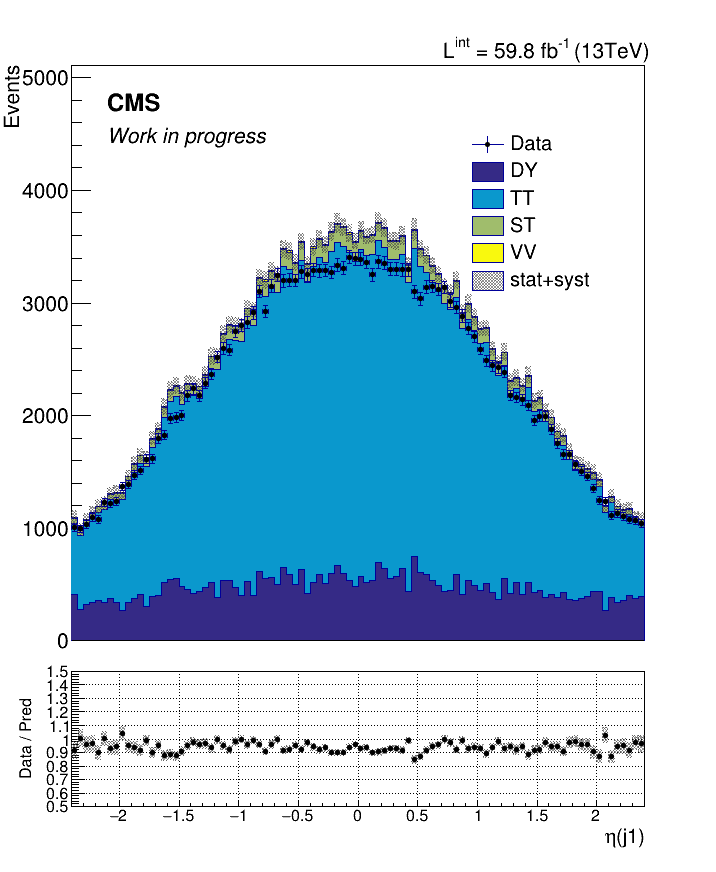 L^int = 59.8 fb^-1 (13TeV)
Events
5000
4000
3000
2000
1000
0
CMS
Work in progress
Data
DY
TT
ST
VV
stat+syst
Data / Pred
1.5
1.4
1.3
1.2
1.1
1
0.9
0.8
0.7
0.6
0.5
−2 −1.5 −1 −0.5 0 0.5 1 1.5 2
η(j1)